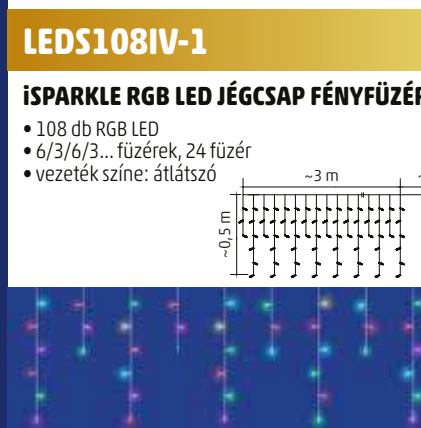 LEDS108IV-1
iSPARKLE RGB LED JÉGCSAP FÉNYFÜZÉR
• 108 db RGB LED
• 6/3/6/3... füzérek, 24 füzér
• vezeték színe: átlátszó
~3 m
~0,5 m